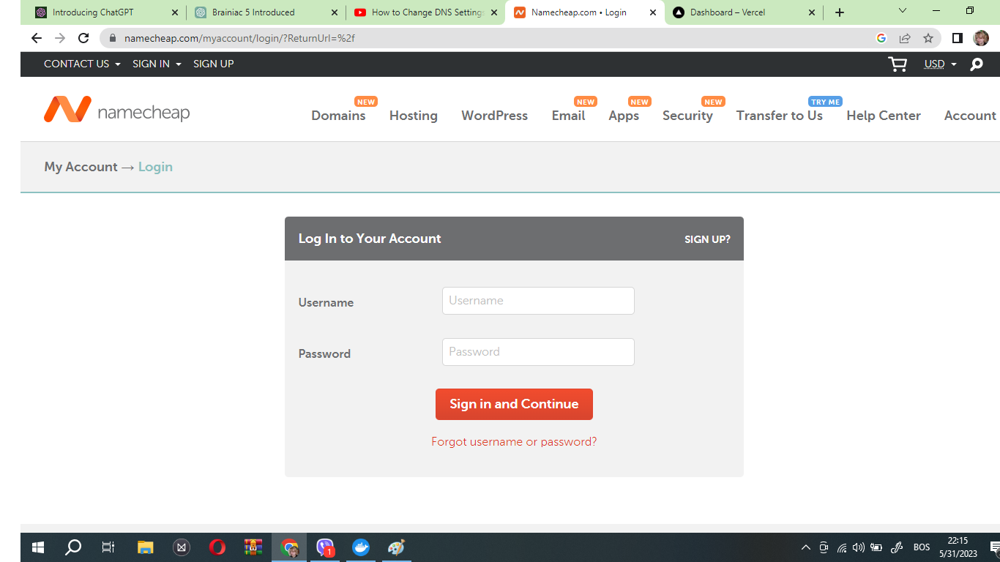 Introducing ChatGPT
Brainiac 5 Introduced
How to Change DNS Settings
Namecheap.com • Login
Dashboard – Vercel
namecheap.com/myaccount/login/?ReturnUrl=%2f
CONTACT US SIGN IN SIGN UP USD
NEW NEW NEW NEW TRY ME
namecheap Domains Hosting WordPress Email Apps Security Transfer to Us Help Center Account
My Account → Login
Log In to Your Account SIGN UP?
Username Username
Password Password
Sign in and Continue
Forgot username or password?
1
BOS
22:15
5/31/2023